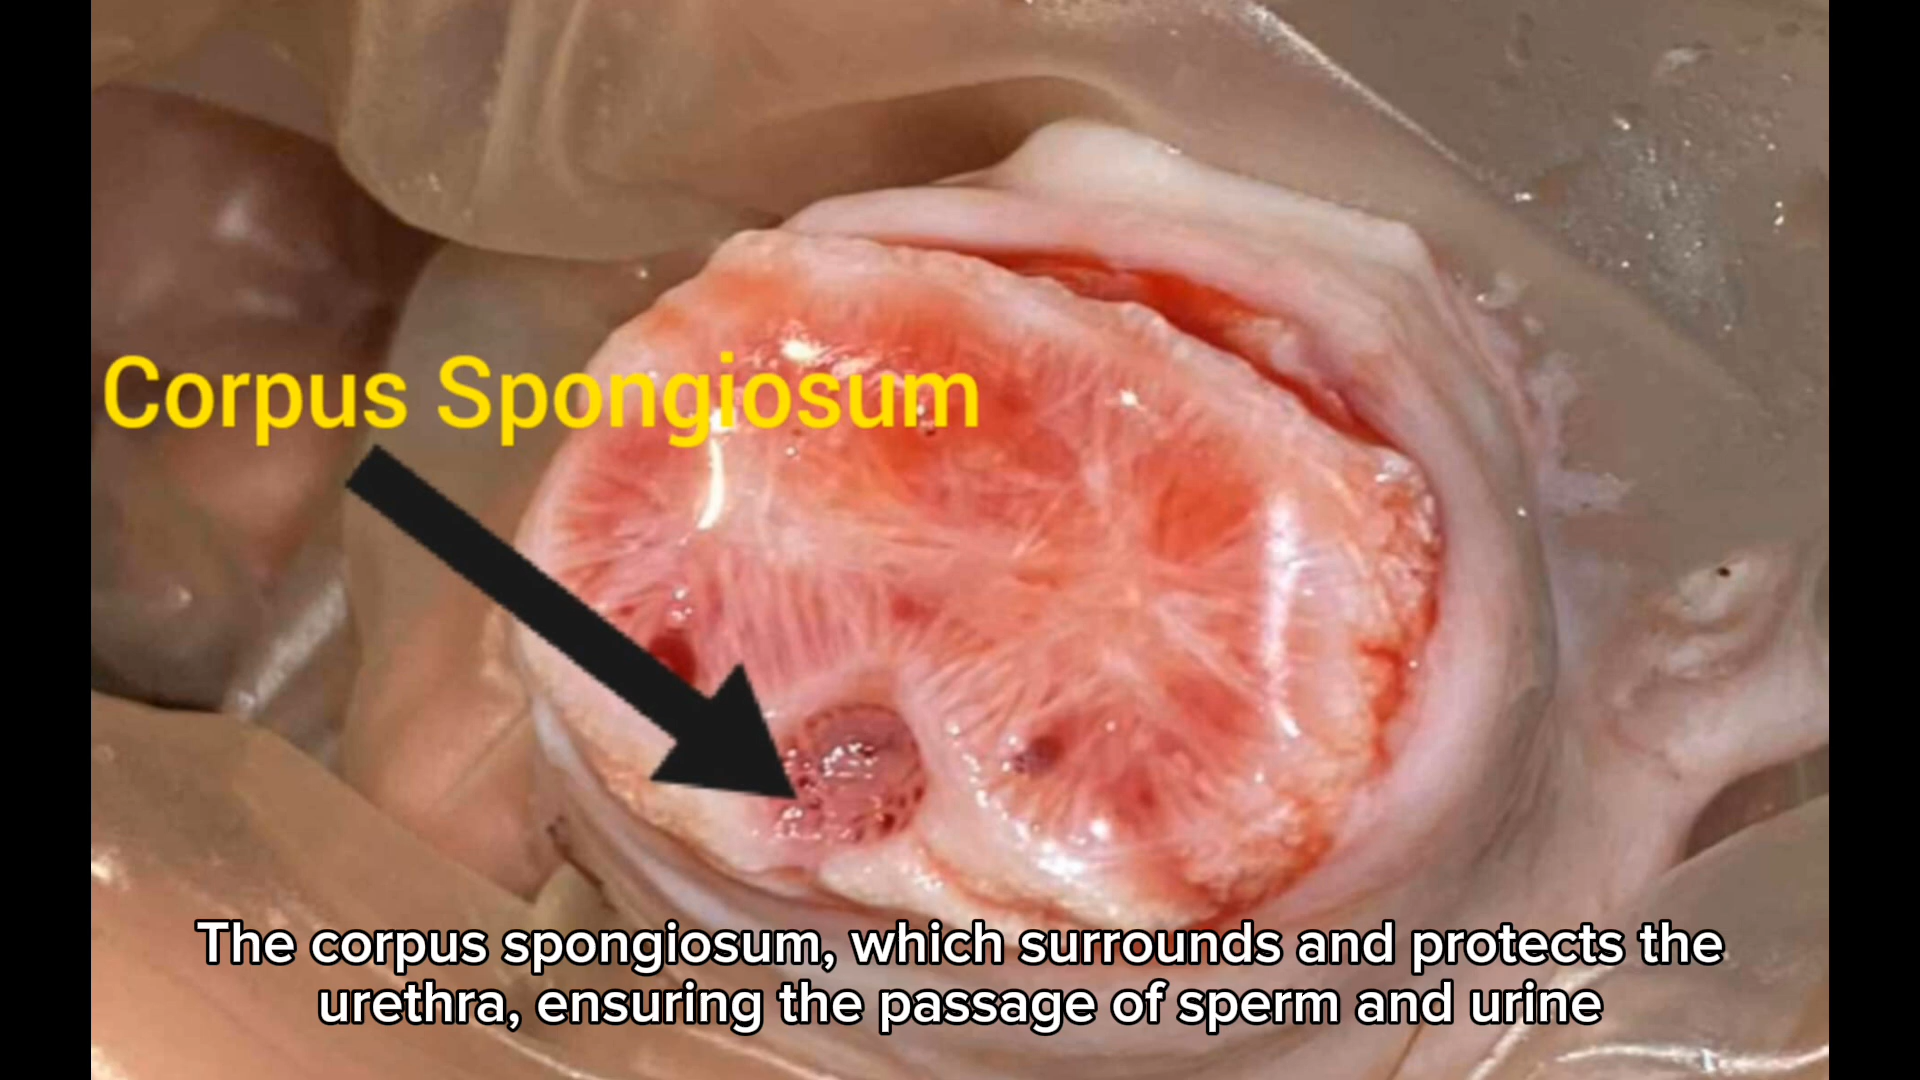 Corpus Spongiosum
The corpus spongiosum, which surrounds and protects the
urethra, ensuring the passage of sperm and urine